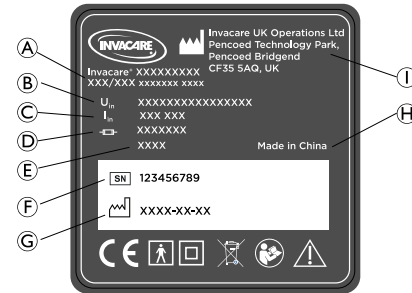 INVACARE
Invacare UK Operations Ltd
Pencoed Technology Park,
Pencoed Bridgend
CF35 5AQ, UK
Invacare® XXXXXXXXX
XXX/XXX XXXXXXX XXXX
A
B
Uin XXXXXXXXXXXXXXXX
C
Iin XXX XXX
D
XXXXXXX
E
XXXX
Made in China
I
H
F
SN 123456789
G
XXXX-XX-XX
CE